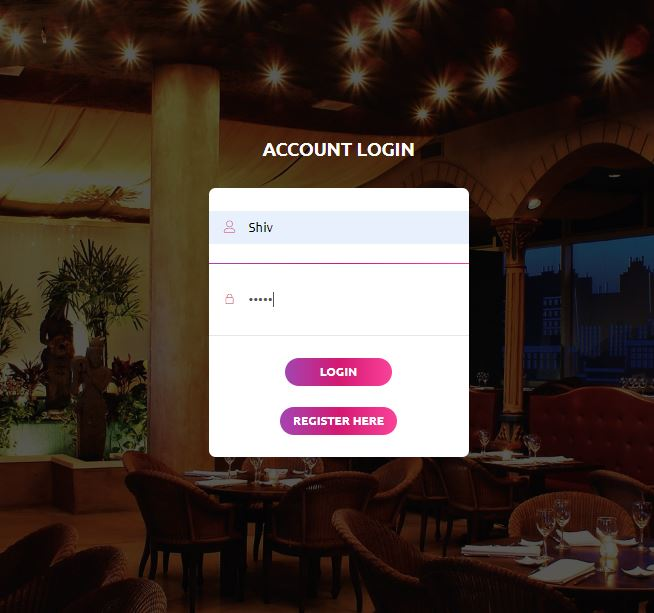 ACCOUNT LOGIN
Shiv
•••••
LOGIN
REGISTER HERE